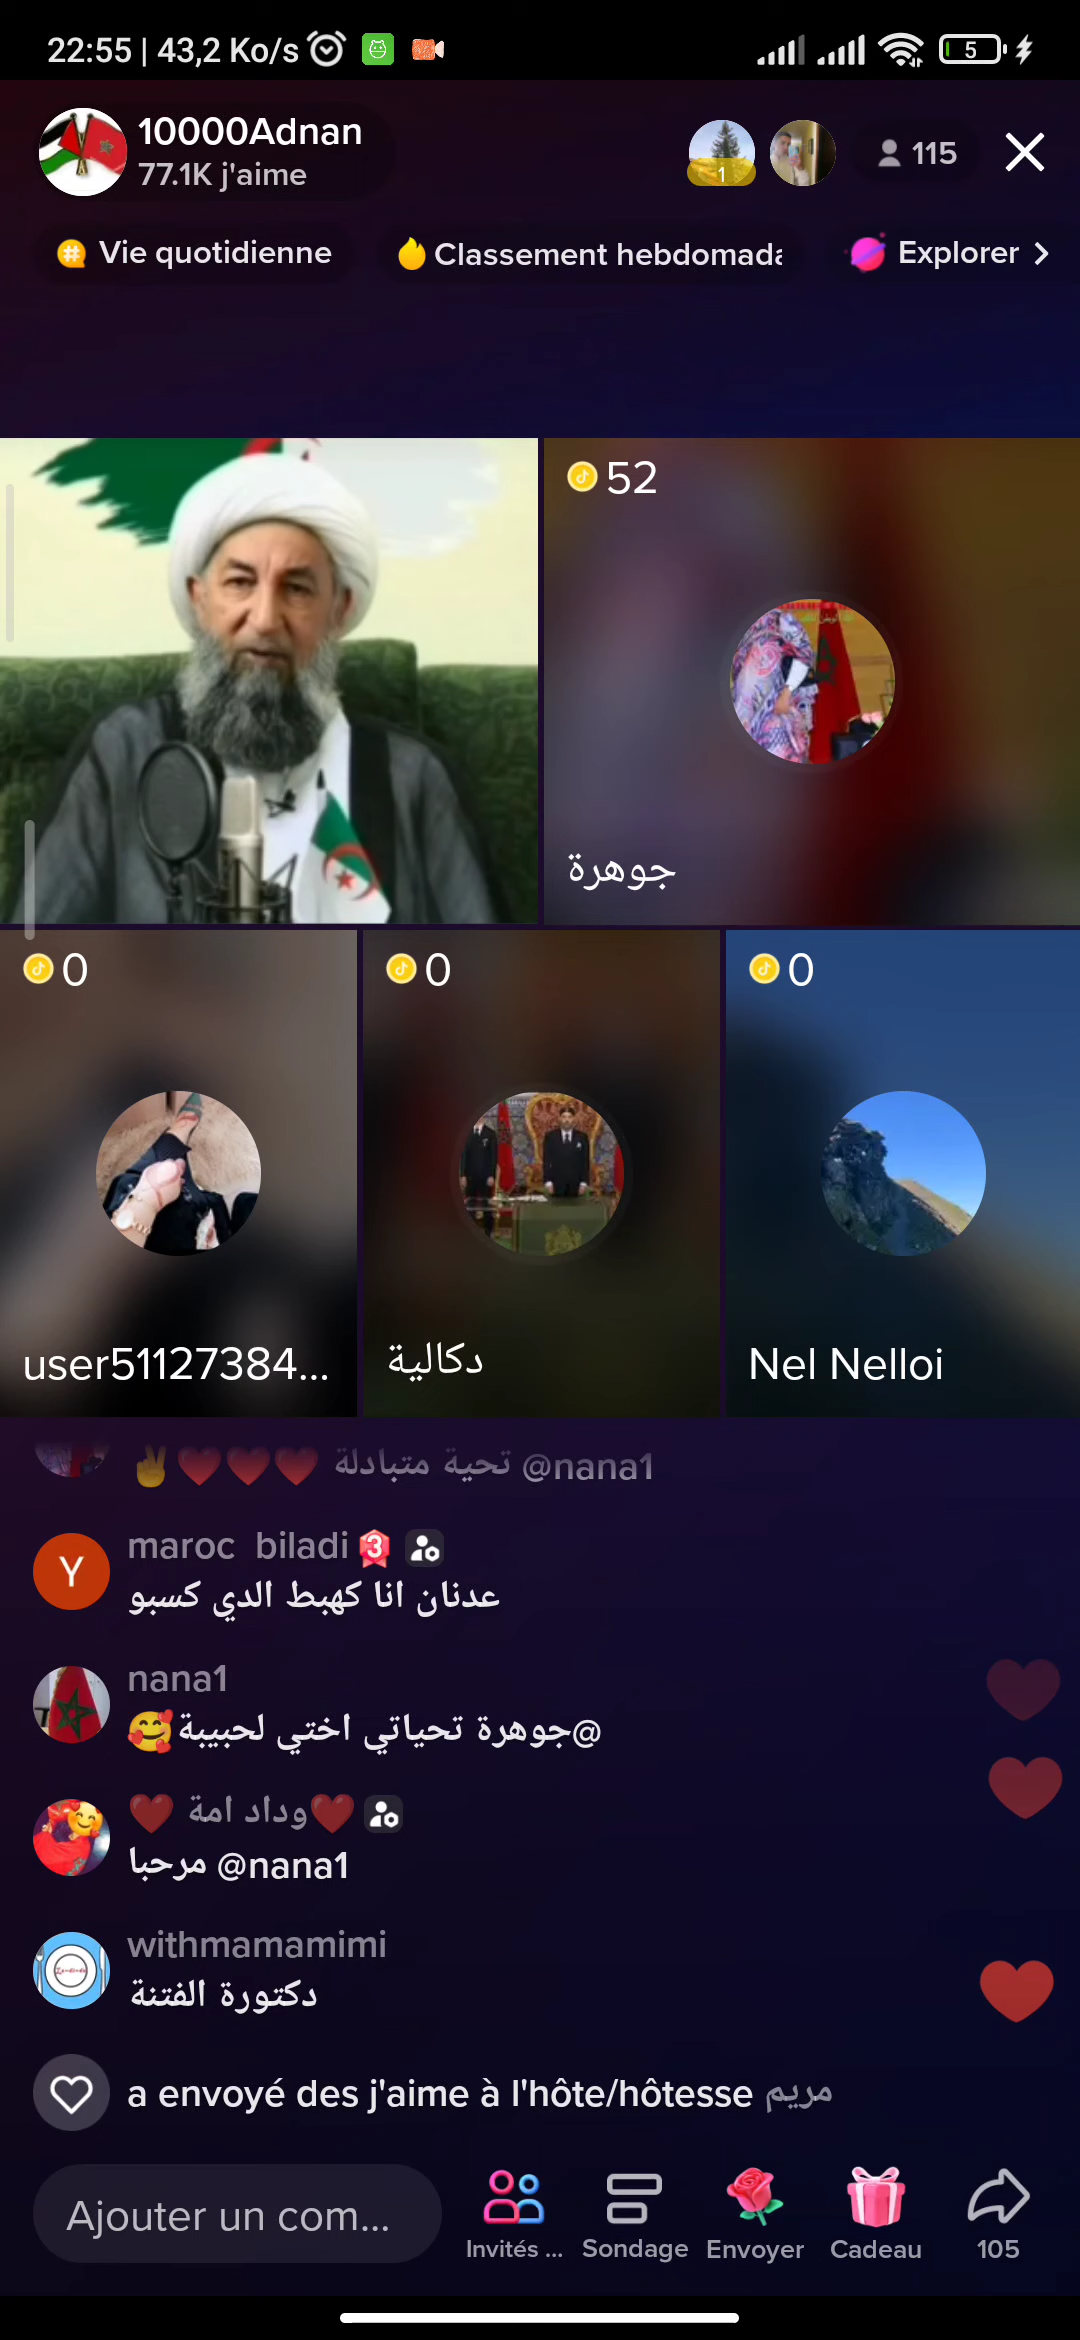 22:55 | 43,2 Ko/s
5
10000Adnan
77.1K j'aime
1
115
Vie quotidienne
Classement hebdomada
Explorer
52
جوهرة
0
0
0
user51127384...
دكالية
Nel Nelloi
تحية متبادلة @nana1
Y
maroc biladi 3
عدنان انا كهبط الدي كسبو
nana1
@جوهرة تحياتي اختي لحبيبة
وداد امة
مرحبا @nana1
withmamamimi
دكتورة الفتنة
a envoyé des j'aime à l'hôte/hôtesse مريم
Ajouter un com...
Invités ...
Sondage
Envoyer
Cadeau
105